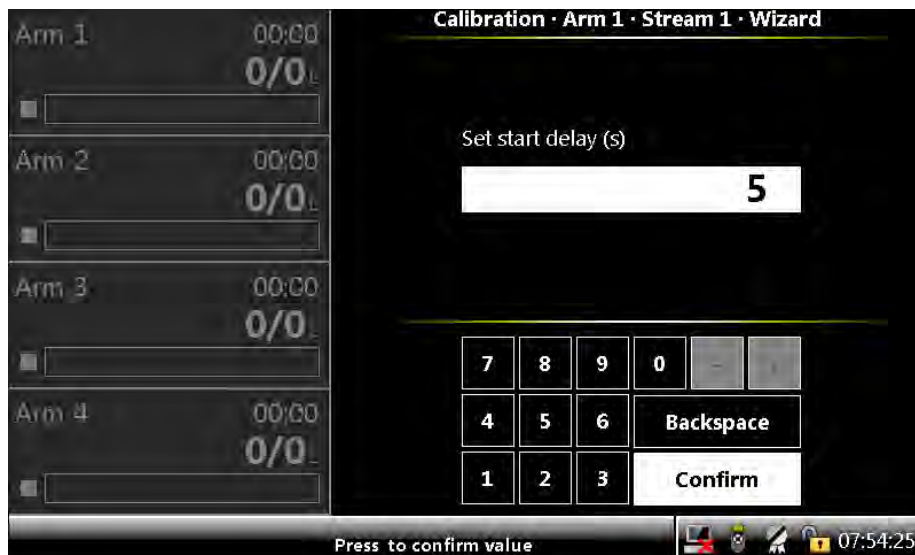 Calibration · Arm 1 · Stream 1 · Wizard
Arm 1 00:00
0/0 L
Arm 2 00:00
0/0 L
Arm 3 00:00
0/0 L
Arm 4 00:00
0/0 L
Set start delay (s)
5
7 8 9 0 - .
4 5 6 Backspace
1 2 3 Confirm
Press to confirm value
07:54:25